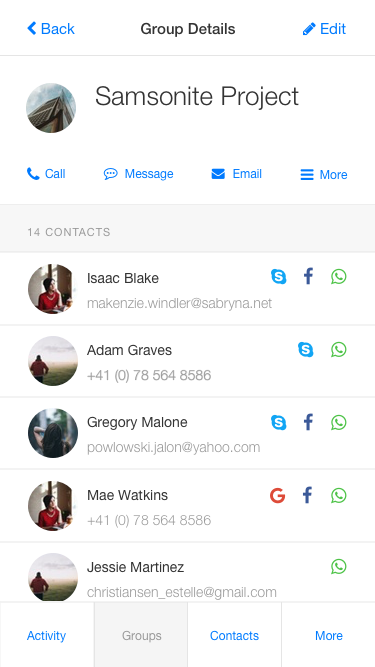 Back
Group Details
Edit
Samsonite Project
Call
Message
Email
More
14 CONTACTS
Isaac Blake
makenzie.windler@sabryna.net
Adam Graves
+41 (0) 78 564 8586
Gregory Malone
powlowski.jalon@yahoo.com
Mae Watkins
+41 (0) 78 564 8586
Jessie Martinez
christiansen_estelle@gmail.com
Activity
Groups
Contacts
More